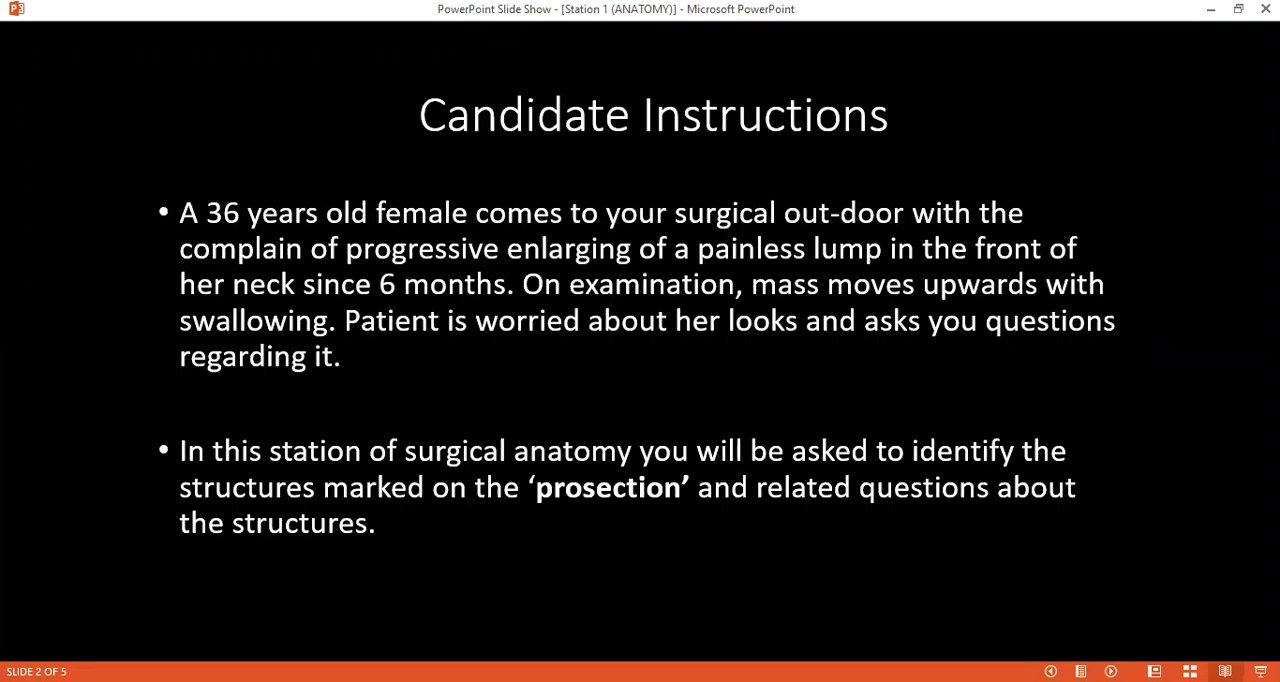 PowerPoint Slide Show - [Station 1 (ANATOMY)] - Microsoft PowerPoint
Candidate Instructions
• A 36 years old female comes to your surgical out-door with the
complain of progressive enlarging of a painless lump in the front of
her neck since 6 months. On examination, mass moves upwards with
swallowing. Patient is worried about her looks and asks you questions
regarding it.
• In this station of surgical anatomy you will be asked to identify the
structures marked on the ‘prosection’ and related questions about
the structures.
SLIDE 2 OF 5